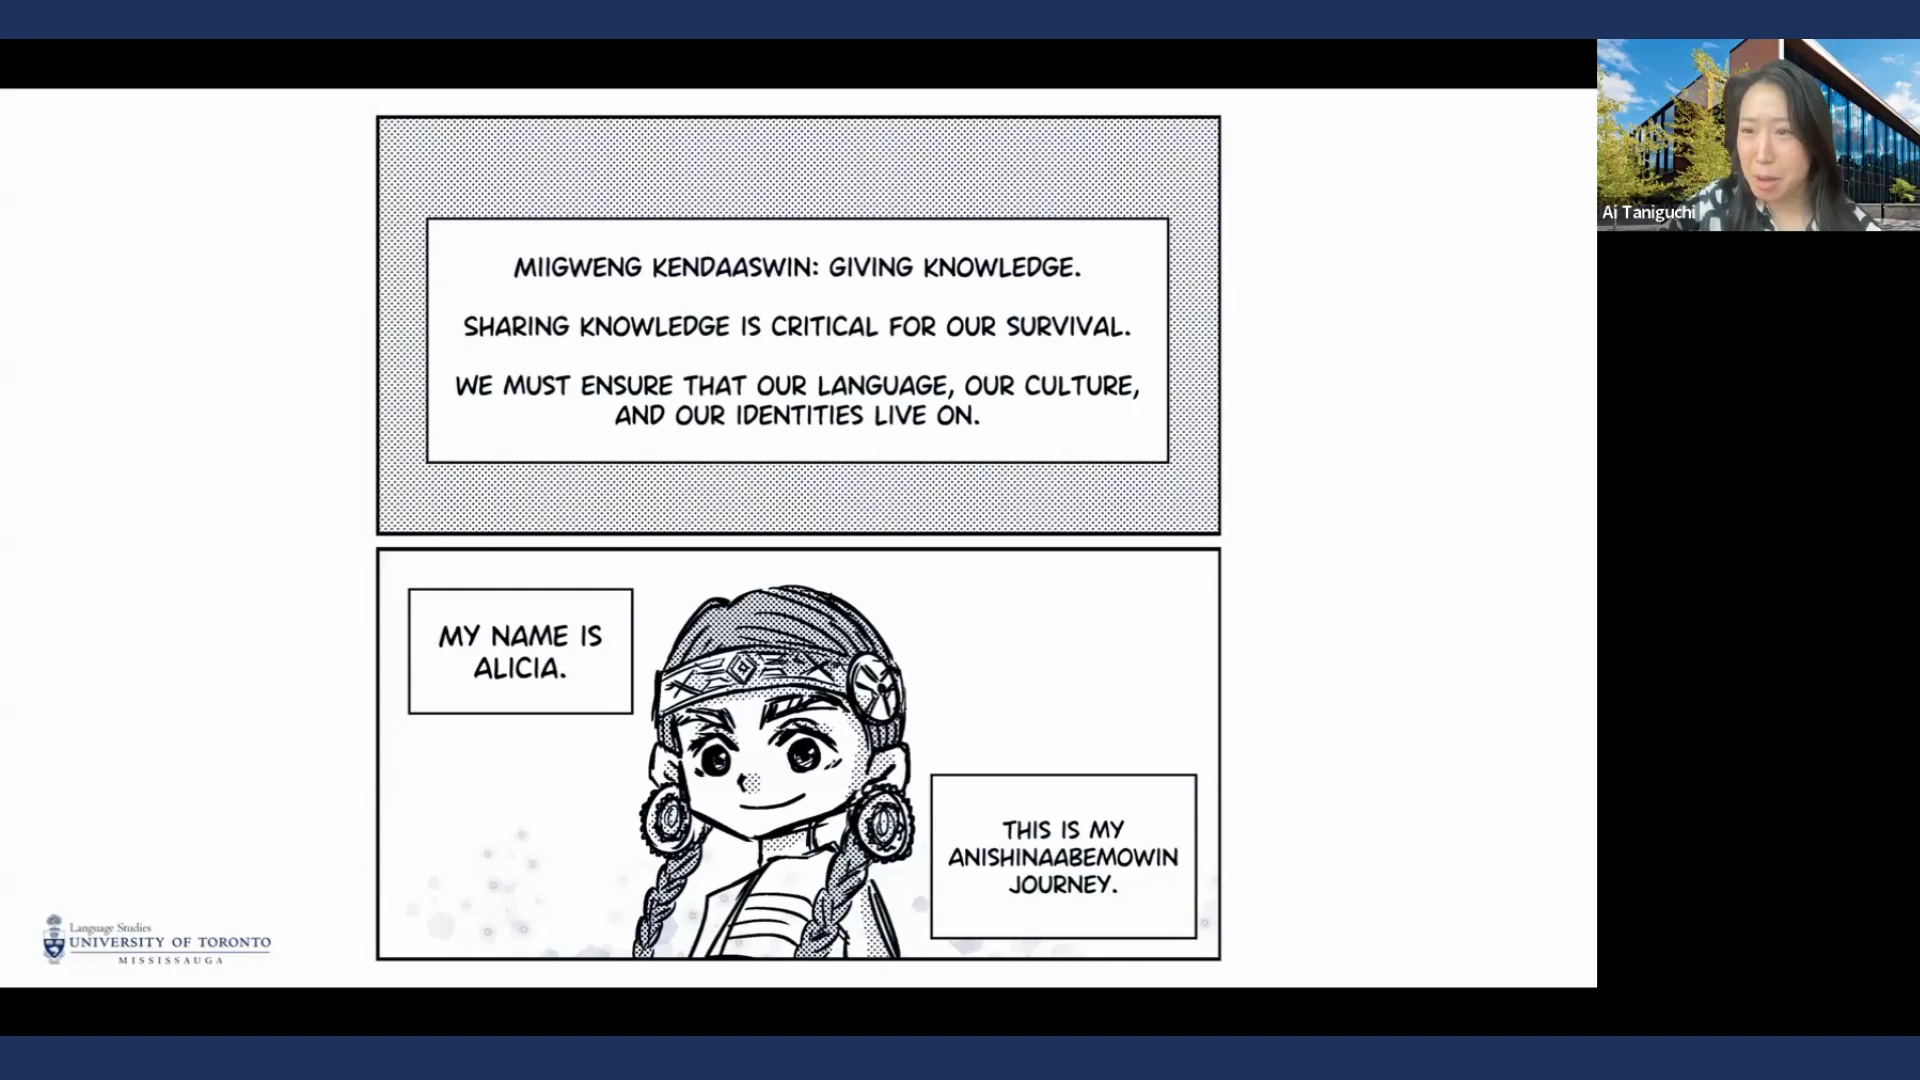 MIIGWENG KENDAASWIN: GIVING KNOWLEDGE.
SHARING KNOWLEDGE IS CRITICAL FOR OUR SURVIVAL.
WE MUST ENSURE THAT OUR LANGUAGE, OUR CULTURE,
AND OUR IDENTITIES LIVE ON.
MY NAME IS
ALICIA.
THIS IS MY
ANISHINAABEMOWIN
JOURNEY.
Language Studies
UNIVERSITY OF TORONTO
MISSISSAUGA
Ai Taniguchi